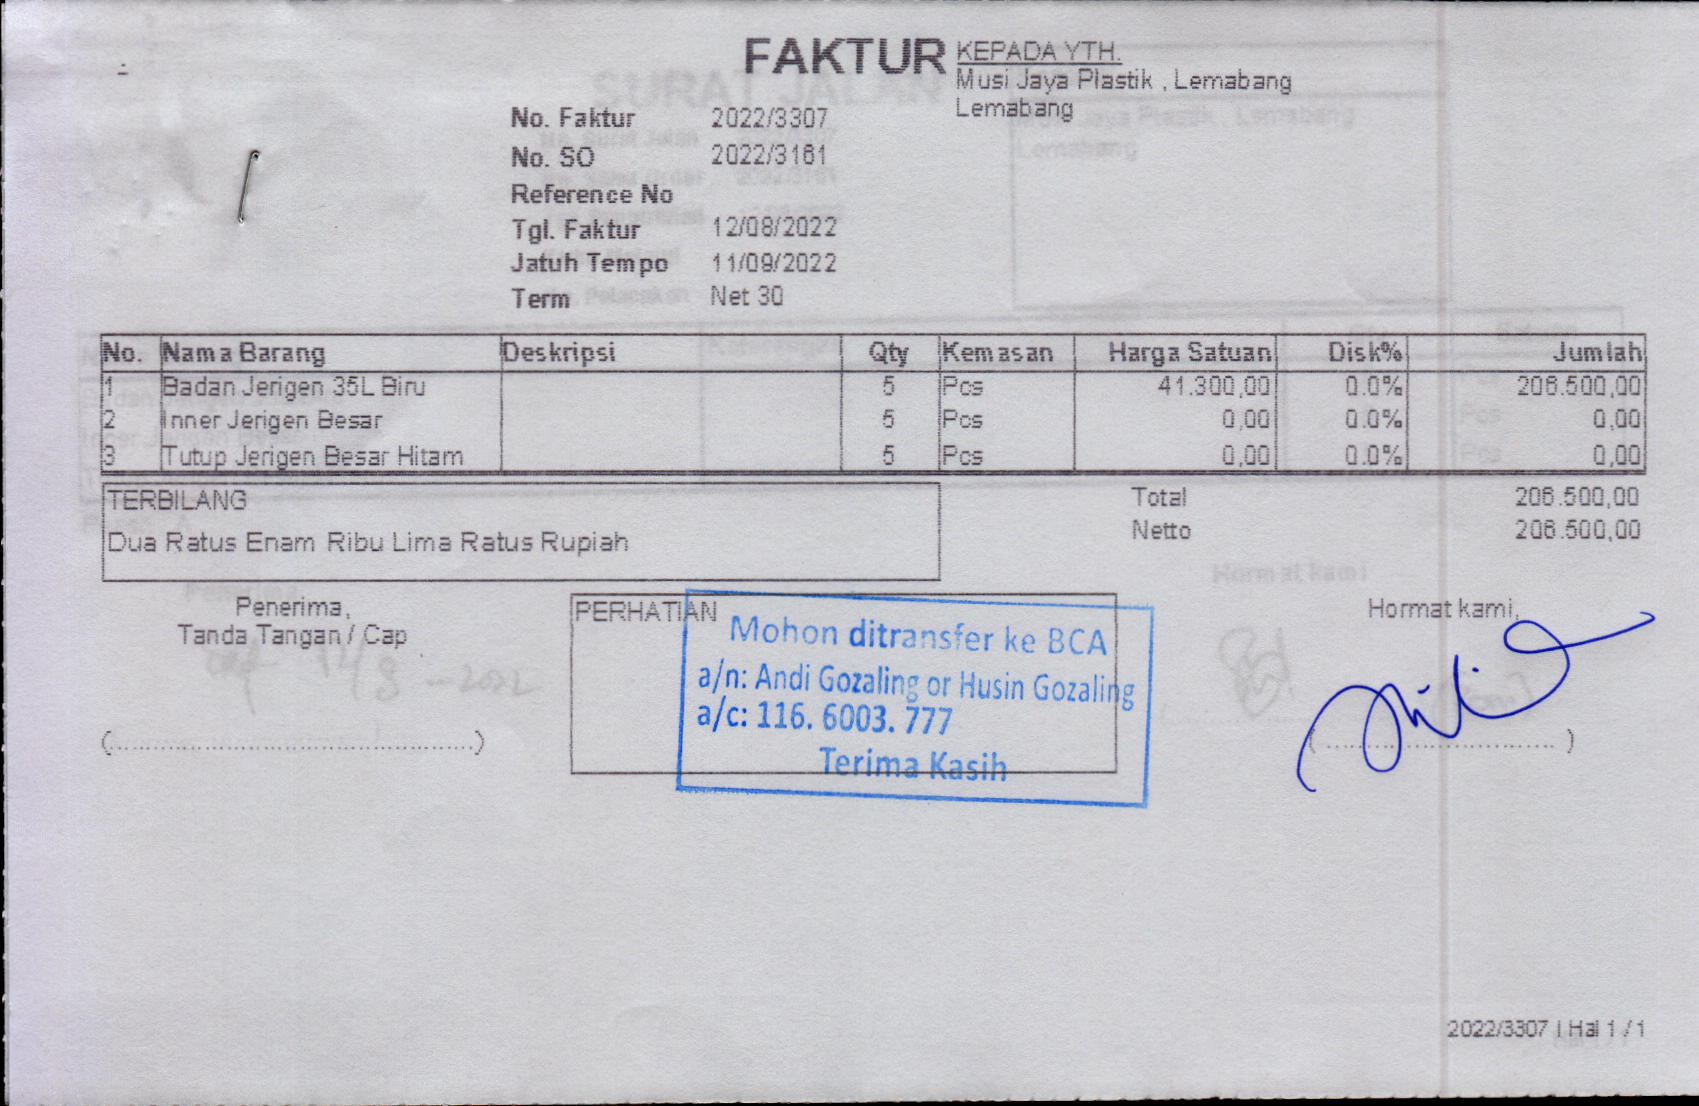 FAKTUR
KEPADA YTH.
Musi Jaya Plastik , Lemabang
Lemabang
No. Faktur 2022/3307
No. SO 2022/3161
Reference No
Tgl. Faktur 12/08/2022
Jatuh Tempo 11/09/2022
Term Net 30
No. Nama Barang Deskripsi Qty Kemasan Harga Satuan Disk% Jumlah
1 Badan Jerigen 35L Biru 5 Pcs 41.300,00 0.0% 206.500,00
2 Inner Jerigen Besar 5 Pcs 0,00 0.0% 0,00
3 Tutup Jerigen Besar Hitam 5 Pcs 0,00 0.0% 0,00
TERBILANG
Dua Ratus Enam Ribu Lima Ratus Rupiah
Total 206.500,00
Netto 206.500,00
Penerima,
Tanda Tangan / Cap
(..........................................................)
PERHATIAN
Mohon ditransfer ke BCA
a/n: Andi Gozaling or Husin Gozaling
a/c: 116. 6003. 777
Terima Kasih
Hormat kami,
(.................................... )
2022/3307 | Hal 1 / 1